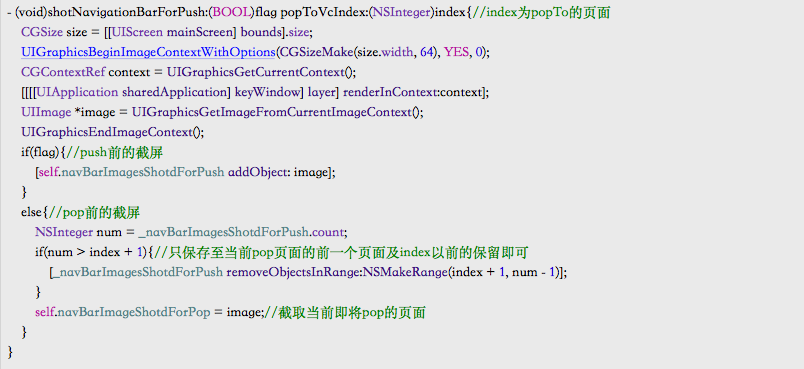 - (void)shotNavigationBarForPush:(BOOL)flag popToVcIndex:(NSInteger)index{//index为popTo的页面
CGSize size = [[UIScreen mainScreen] bounds].size;
UIGraphicsBeginImageContextWithOptions(CGSizeMake(size.width, 64), YES, 0);
CGContextRef context = UIGraphicsGetCurrentContext();
[[[[UIApplication sharedApplication] keyWindow] layer] renderInContext:context];
UIImage *image = UIGraphicsGetImageFromCurrentImageContext();
UIGraphicsEndImageContext();
if(flag){//push前的截屏
[self.navBarImagesShotdForPush addObject: image];
}
else{//pop前的截屏
NSInteger num = _navBarImagesShotdForPush.count;
if(num > index + 1){//只保存至当前pop页面的前一个页面及index以前的保留即可
[_navBarImagesShotdForPush removeObjectsInRange:NSMakeRange(index + 1, num - 1)];
}
self.navBarImageShotdForPop = image;//截取当前即将pop的页面
}
}